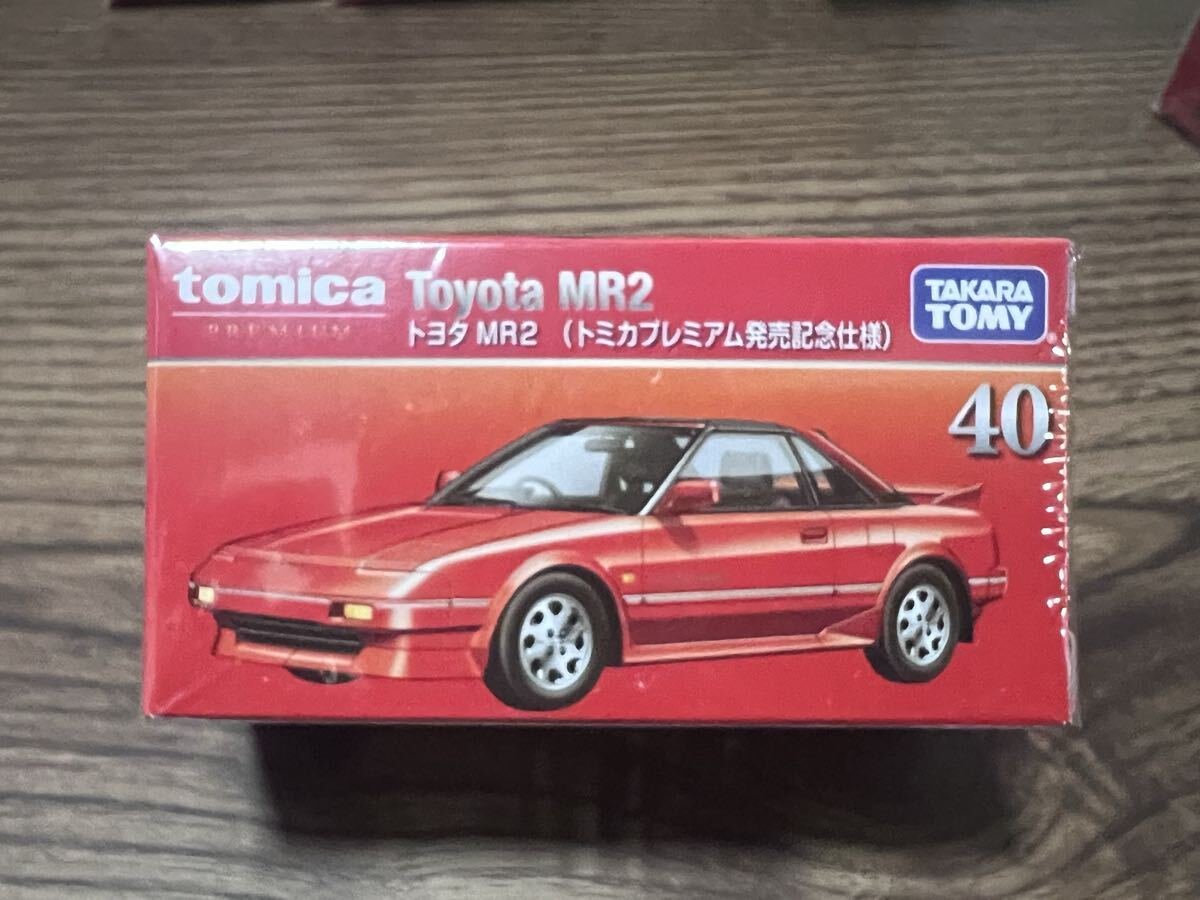 tomica
PREMIUM
Toyota MR2
トヨタ MR2 (トミカプレミアム発売記念仕様)
TAKARA
TOMY
40